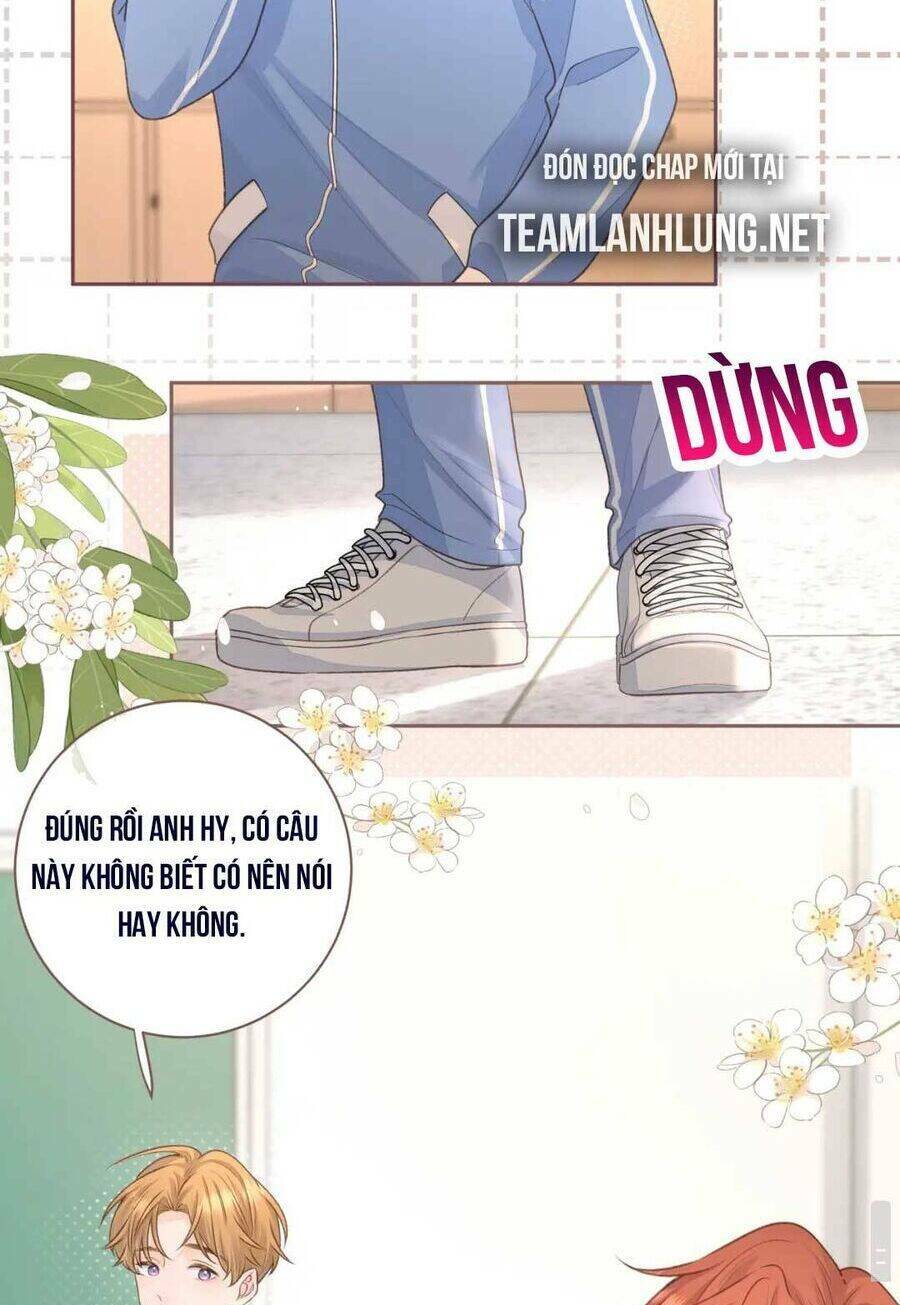 ĐÓN ĐỌC CHAP MỚI TẠI
TEAMLANHLUNG.NET
DỪNG
ĐÚNG RỒI ANH HY, CÓ CÂU
NÀY KHÔNG BIẾT CÓ NÊN NÓI
HAY KHÔNG.